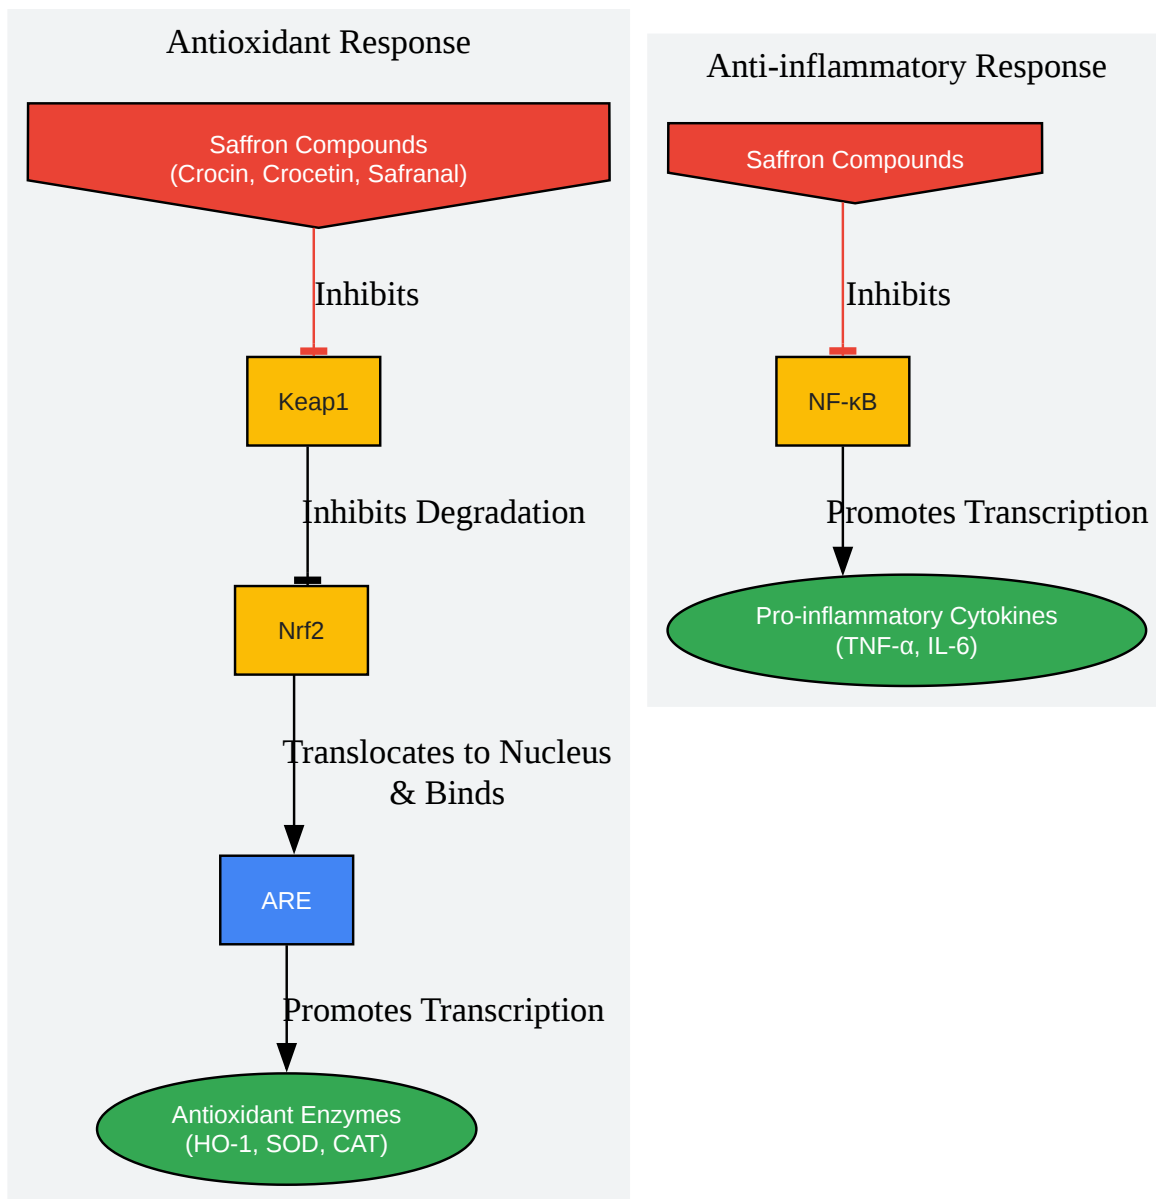 Antioxidant Response
Saffron Compounds
(Crocin, Crocetin, Safranal)
Inhibits
Keap1
Inhibits Degradation
Nrf2
Translocates to Nucleus
& Binds
ARE
Promotes Transcription
Antioxidant Enzymes
(HO-1, SOD, CAT)
Anti-inflammatory Response
Saffron Compounds
Inhibits
NF-κB
Promotes Transcription
Pro-inflammatory Cytokines
(TNF-α, IL-6)